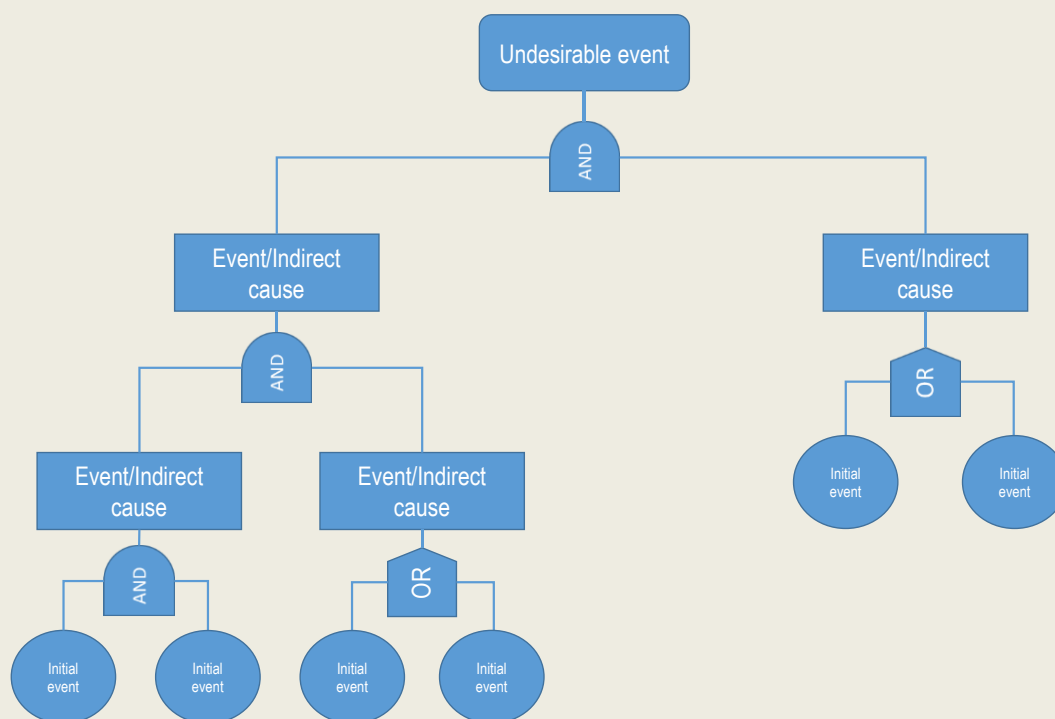 Undesirable event
AND
Event/Indirect
cause
Event/Indirect
cause
AND
OR
Initial
event
Initial
event
Event/Indirect
cause
Event/Indirect
cause
AND
OR
Initial
event
Initial
event
Initial
event
Initial
event